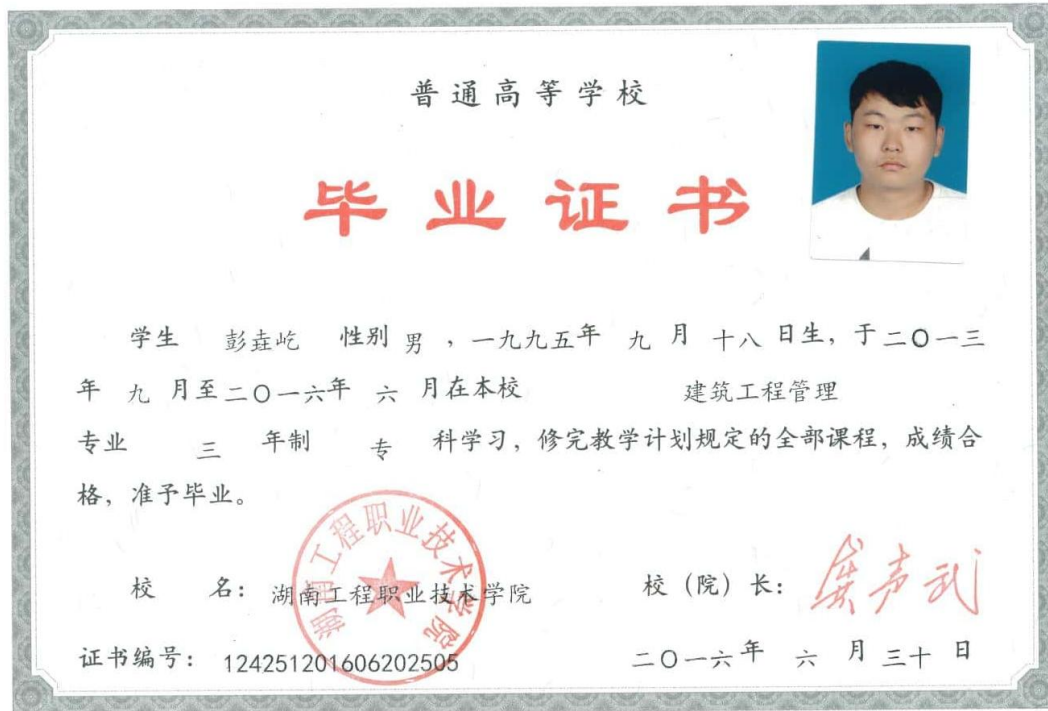 普通高等学校
毕业证书
学生 彭垚屹 性别 男 ，一九九五年 九 月 十八 日生，于二〇一三
年 九 月至二〇一六年 六 月在本校 建筑工程管理
专业 三 年制 专 科学习，修完教学计划规定的全部课程，成绩合
格，准予毕业。
湖南工程职业技术学院
校 名： 湖南工程职业技术学院 校（院）长： 龚声武
证书编号： 124251201606202505 二〇一六年 六 月 三十 日